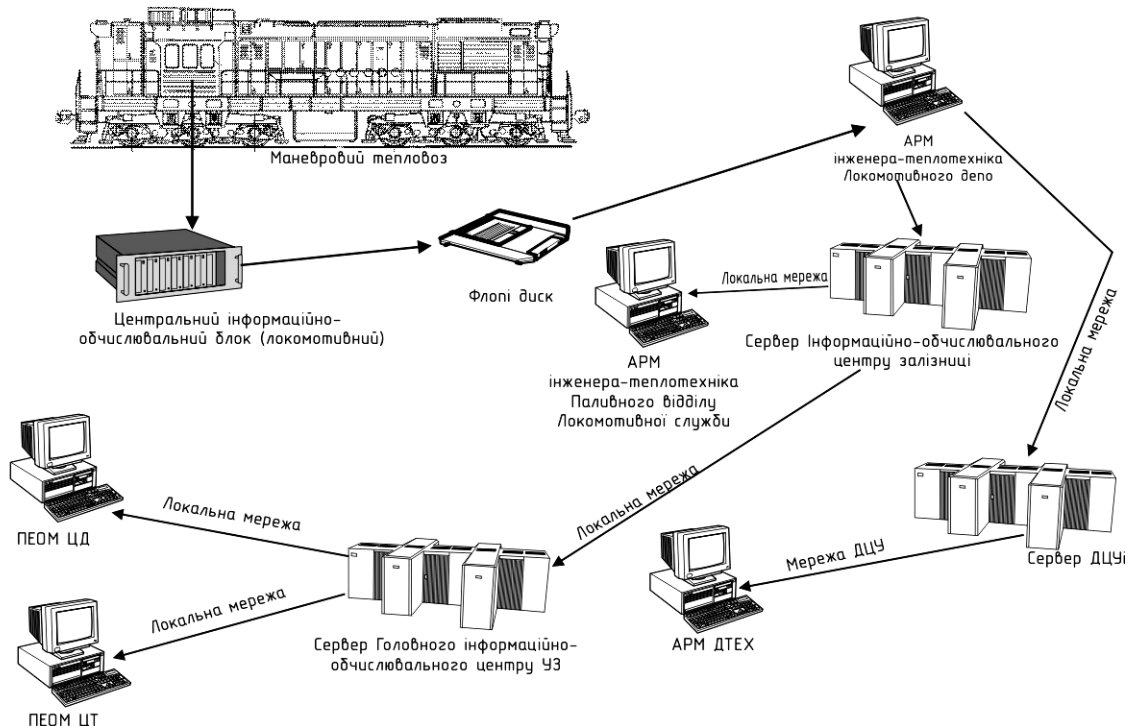 Маневровий тепловоз
АРМ
інженера-теплотехніка
Локомотивного депо
Центральний інформаційно-
обчислювальний блок (локомотивний)
Флопі диск
Локальна мережа
АРМ
інженера-теплотехніка
Паливного відділу
Локомотивної служби
Сервер Інформаційно-обчислювального
центру залізниці
Локальна мережа
Локальна мережа
ПЕОМ ЦД
Локальна мережа
Локальна мережа
ПЕОМ ЦТ
Сервер Головного інформаційно-
обчислювального центру УЗ
Мережа ДЦУ
АРМ ДТЕХ
Сервер ДЦУі